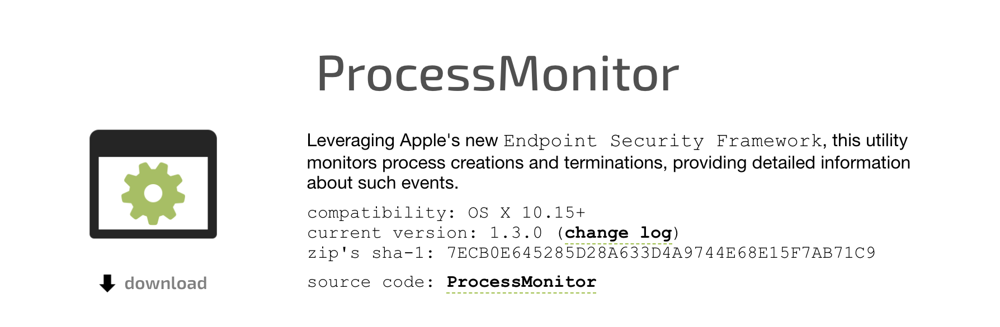 ProcessMonitor
Leveraging Apple's new Endpoint Security Framework, this utility
monitors process creations and terminations, providing detailed information
about such events.
compatibility: OS X 10.15+
current version: 1.3.0 (change log)
zip's sha-1: 7ECB0E645285D28A633D4A9744E68E15F7AB71C9
download
source code: ProcessMonitor